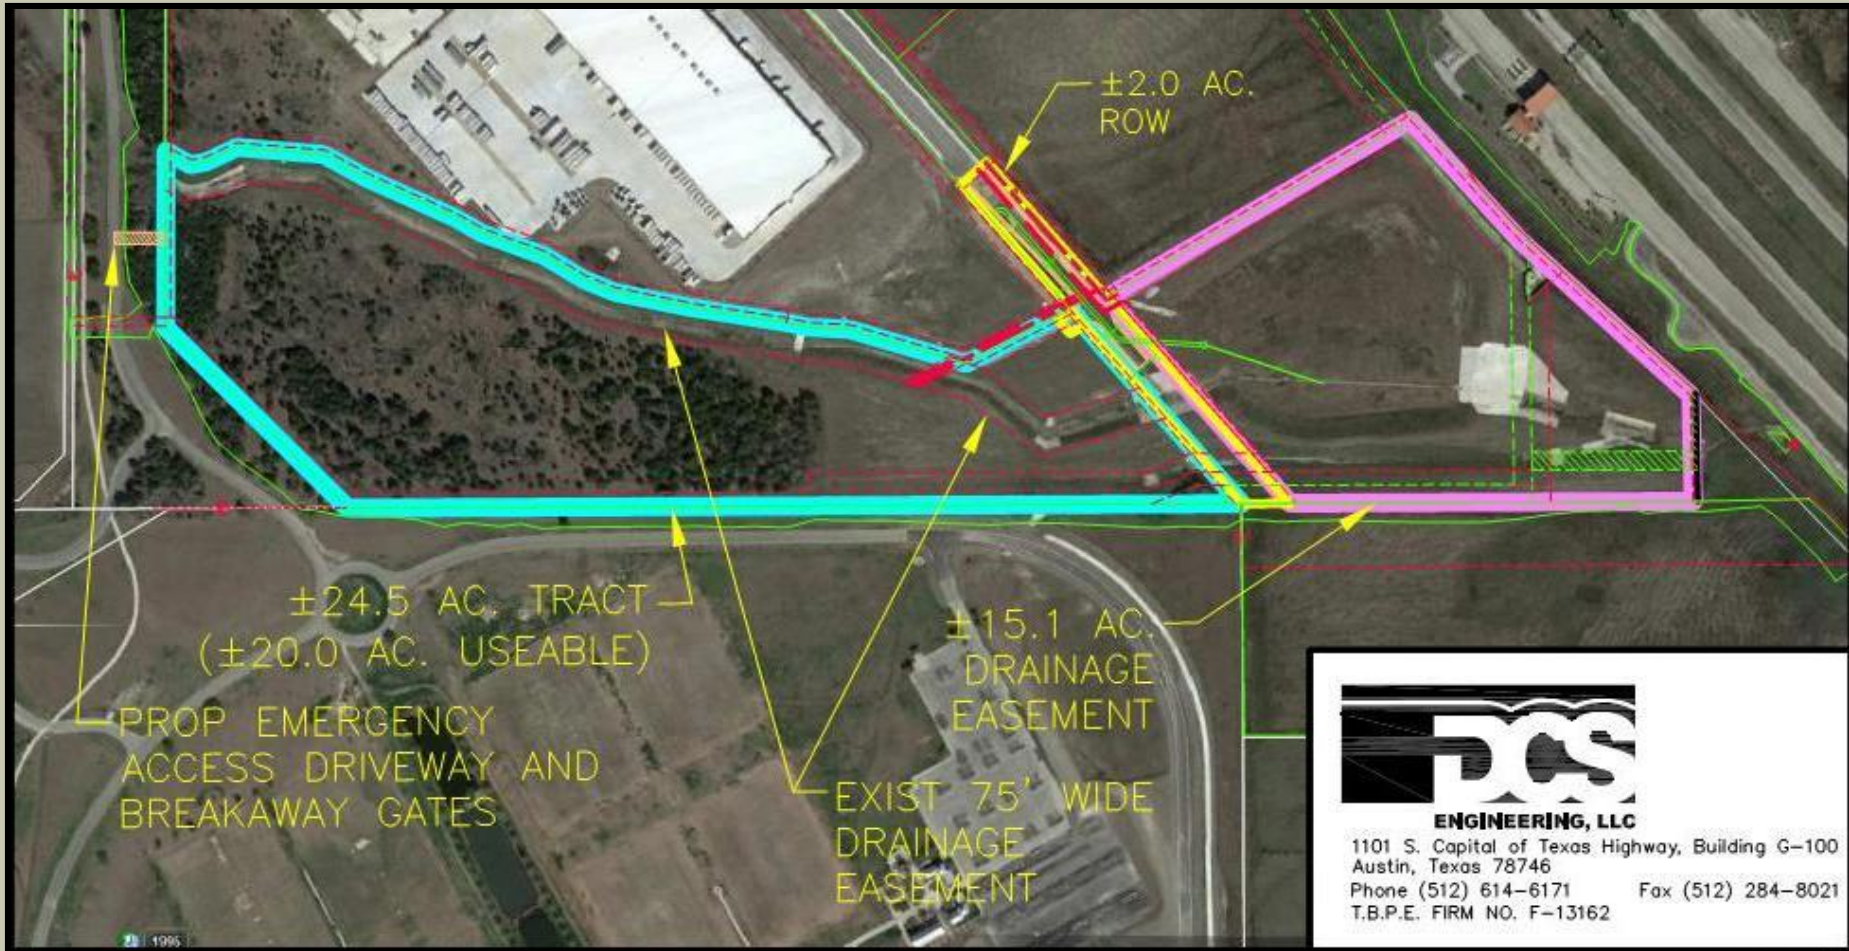 ±2.0 AC.
ROW
±24.5 AC. TRACT
(±20.0 AC. USEABLE)
±15.1 AC.
DRAINAGE
EASEMENT
PROP EMERGENCY
ACCESS DRIVEWAY AND
BREAKAWAY GATES
EXIST 75' WIDE
DRAINAGE
EASEMENT
DCS
ENGINEERING, LLC
1101 S. Capital of Texas Highway, Building G-100
Austin, Texas 78746
Phone (512) 614-6171 Fax (512) 284-8021
T.B.P.E. FIRM NO. F-13162
1995